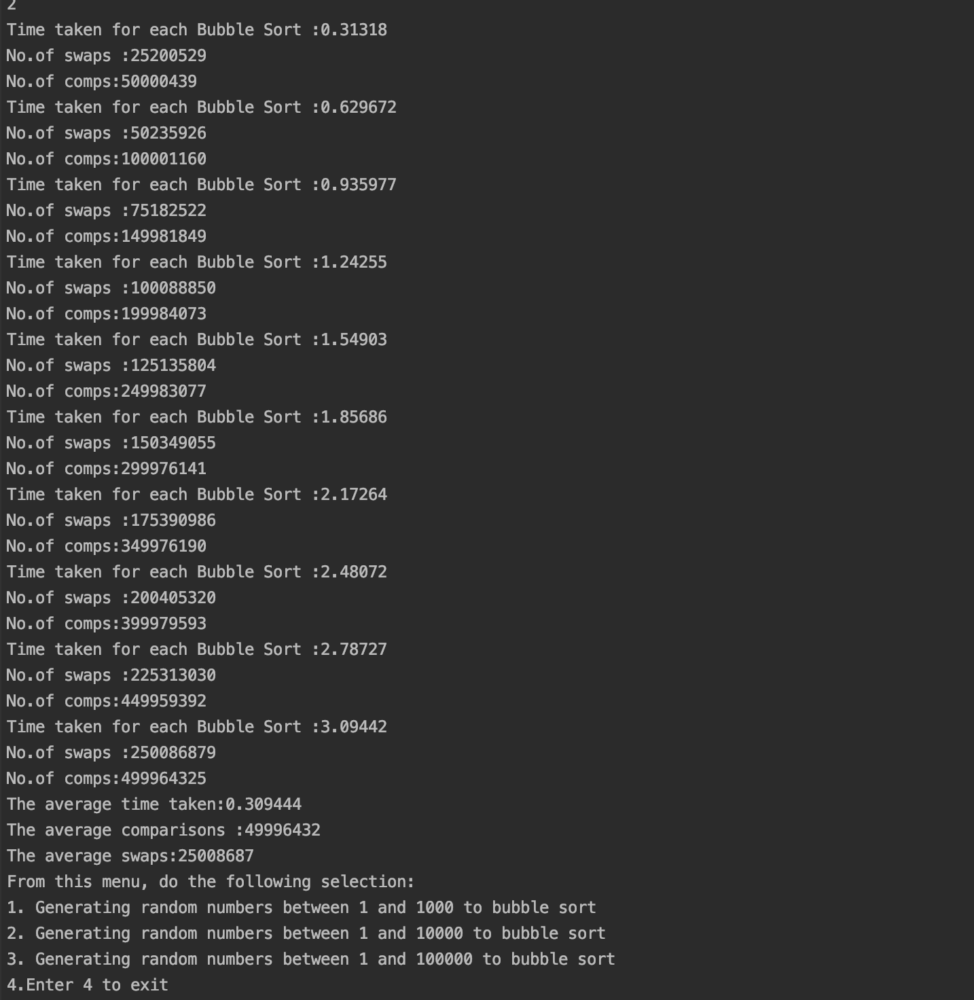 2
Time taken for each Bubble Sort :0.31318
No.of swaps :25200529
No.of comps:50000439
Time taken for each Bubble Sort :0.629672
No.of swaps :50235926
No.of comps:100001160
Time taken for each Bubble Sort :0.935977
No.of swaps :75182522
No.of comps:149981849
Time taken for each Bubble Sort :1.24255
No.of swaps :100088850
No.of comps:199984073
Time taken for each Bubble Sort :1.54903
No.of swaps :125135804
No.of comps:249983077
Time taken for each Bubble Sort :1.85686
No.of swaps :150349055
No.of comps:299976141
Time taken for each Bubble Sort :2.17264
No.of swaps :175390986
No.of comps:349976190
Time taken for each Bubble Sort :2.48072
No.of swaps :200405320
No.of comps:399979593
Time taken for each Bubble Sort :2.78727
No.of swaps :225313030
No.of comps:449959392
Time taken for each Bubble Sort :3.09442
No.of swaps :250086879
No.of comps:499964325
The average time taken:0.309444
The average comparisons :49996432
The average swaps:25008687
From this menu, do the following selection:
1. Generating random numbers between 1 and 1000 to bubble sort
2. Generating random numbers between 1 and 10000 to bubble sort
3. Generating random numbers between 1 and 100000 to bubble sort
4.Enter 4 to exit